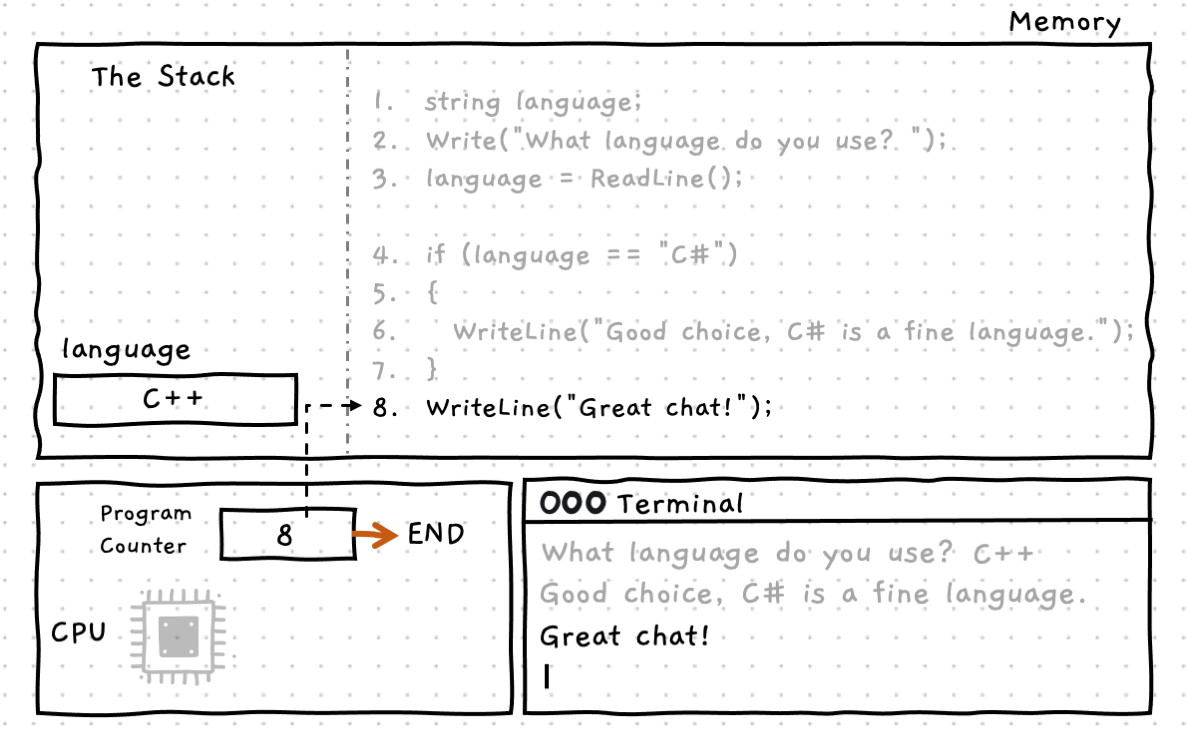 Memory
The Stack
1. string language;
2. Write("What language do you use? ");
3. language = ReadLine();
4. if (language == "C#")
5. {
6. WriteLine("Good choice, C# is a fine language.");
7. }
8. WriteLine("Great chat!");
language
C++
Program
Counter
8
END
CPU
Terminal
What language do you use? C++
Good choice, C# is a fine language.
Great chat!